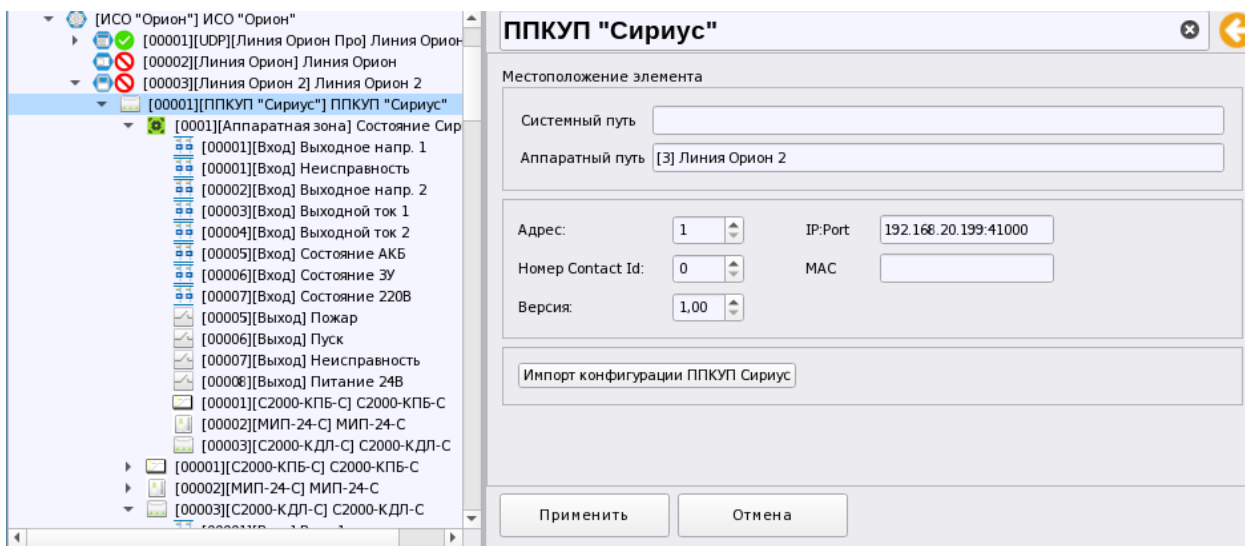 [ИСО "Орион"] ИСО "Орион"
[00001][UDP][Линия Орион Про] Линия Орион
[00002][Линия Орион] Линия Орион
[00003][Линия Орион 2] Линия Орион 2
[00001][ППКУП "Сириус"] ППКУП "Сириус"
[0001][Аппаратная зона] Состояние Сир
[00001][Вход] Выходное напр. 1
[00001][Вход] Неисправность
[00002][Вход] Выходное напр. 2
[00003][Вход] Выходной ток 1
[00004][Вход] Выходной ток 2
[00005][Вход] Состояние АКБ
[00006][Вход] Состояние ЗУ
[00007][Вход] Состояние 220В
[00005][Выход] Пожар
[00006][Выход] Пуск
[00007][Выход] Неисправность
[00008][Выход] Питание 24В
[00001][С2000-КПБ-С] С2000-КПБ-С
[00002][МИП-24-С] МИП-24-С
[00003][С2000-КДЛ-С] С2000-КДЛ-С
[00001][С2000-КПБ-С] С2000-КПБ-С
[00002][МИП-24-С] МИП-24-С
[00003][С2000-КДЛ-С] С2000-КДЛ-С
ППКУП "Сириус"
Местоположение элемента
Системный путь
Аппаратный путь [3] Линия Орион 2
Адрес: 1 IP:Port 192.168.20.199:41000
Номер Contact Id: 0 MAC
Версия: 1,00
Импорт конфигурации ППКУП Сириус
Применить Отмена